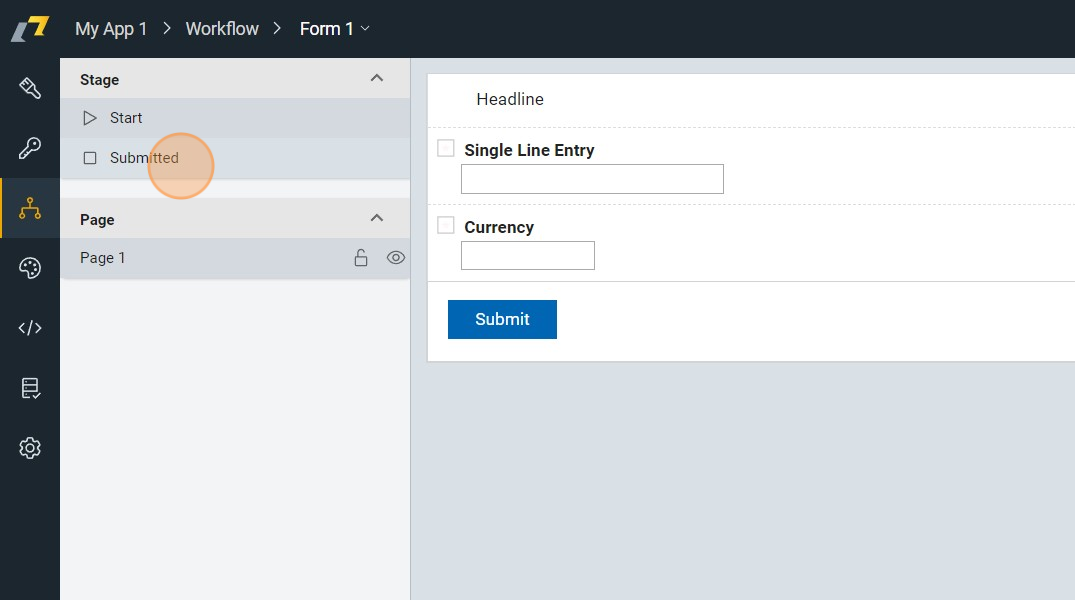 My App 1 > Workflow > Form 1
Stage
Start
Submitted
Page
Page 1
Headline
Single Line Entry
Currency
Submit